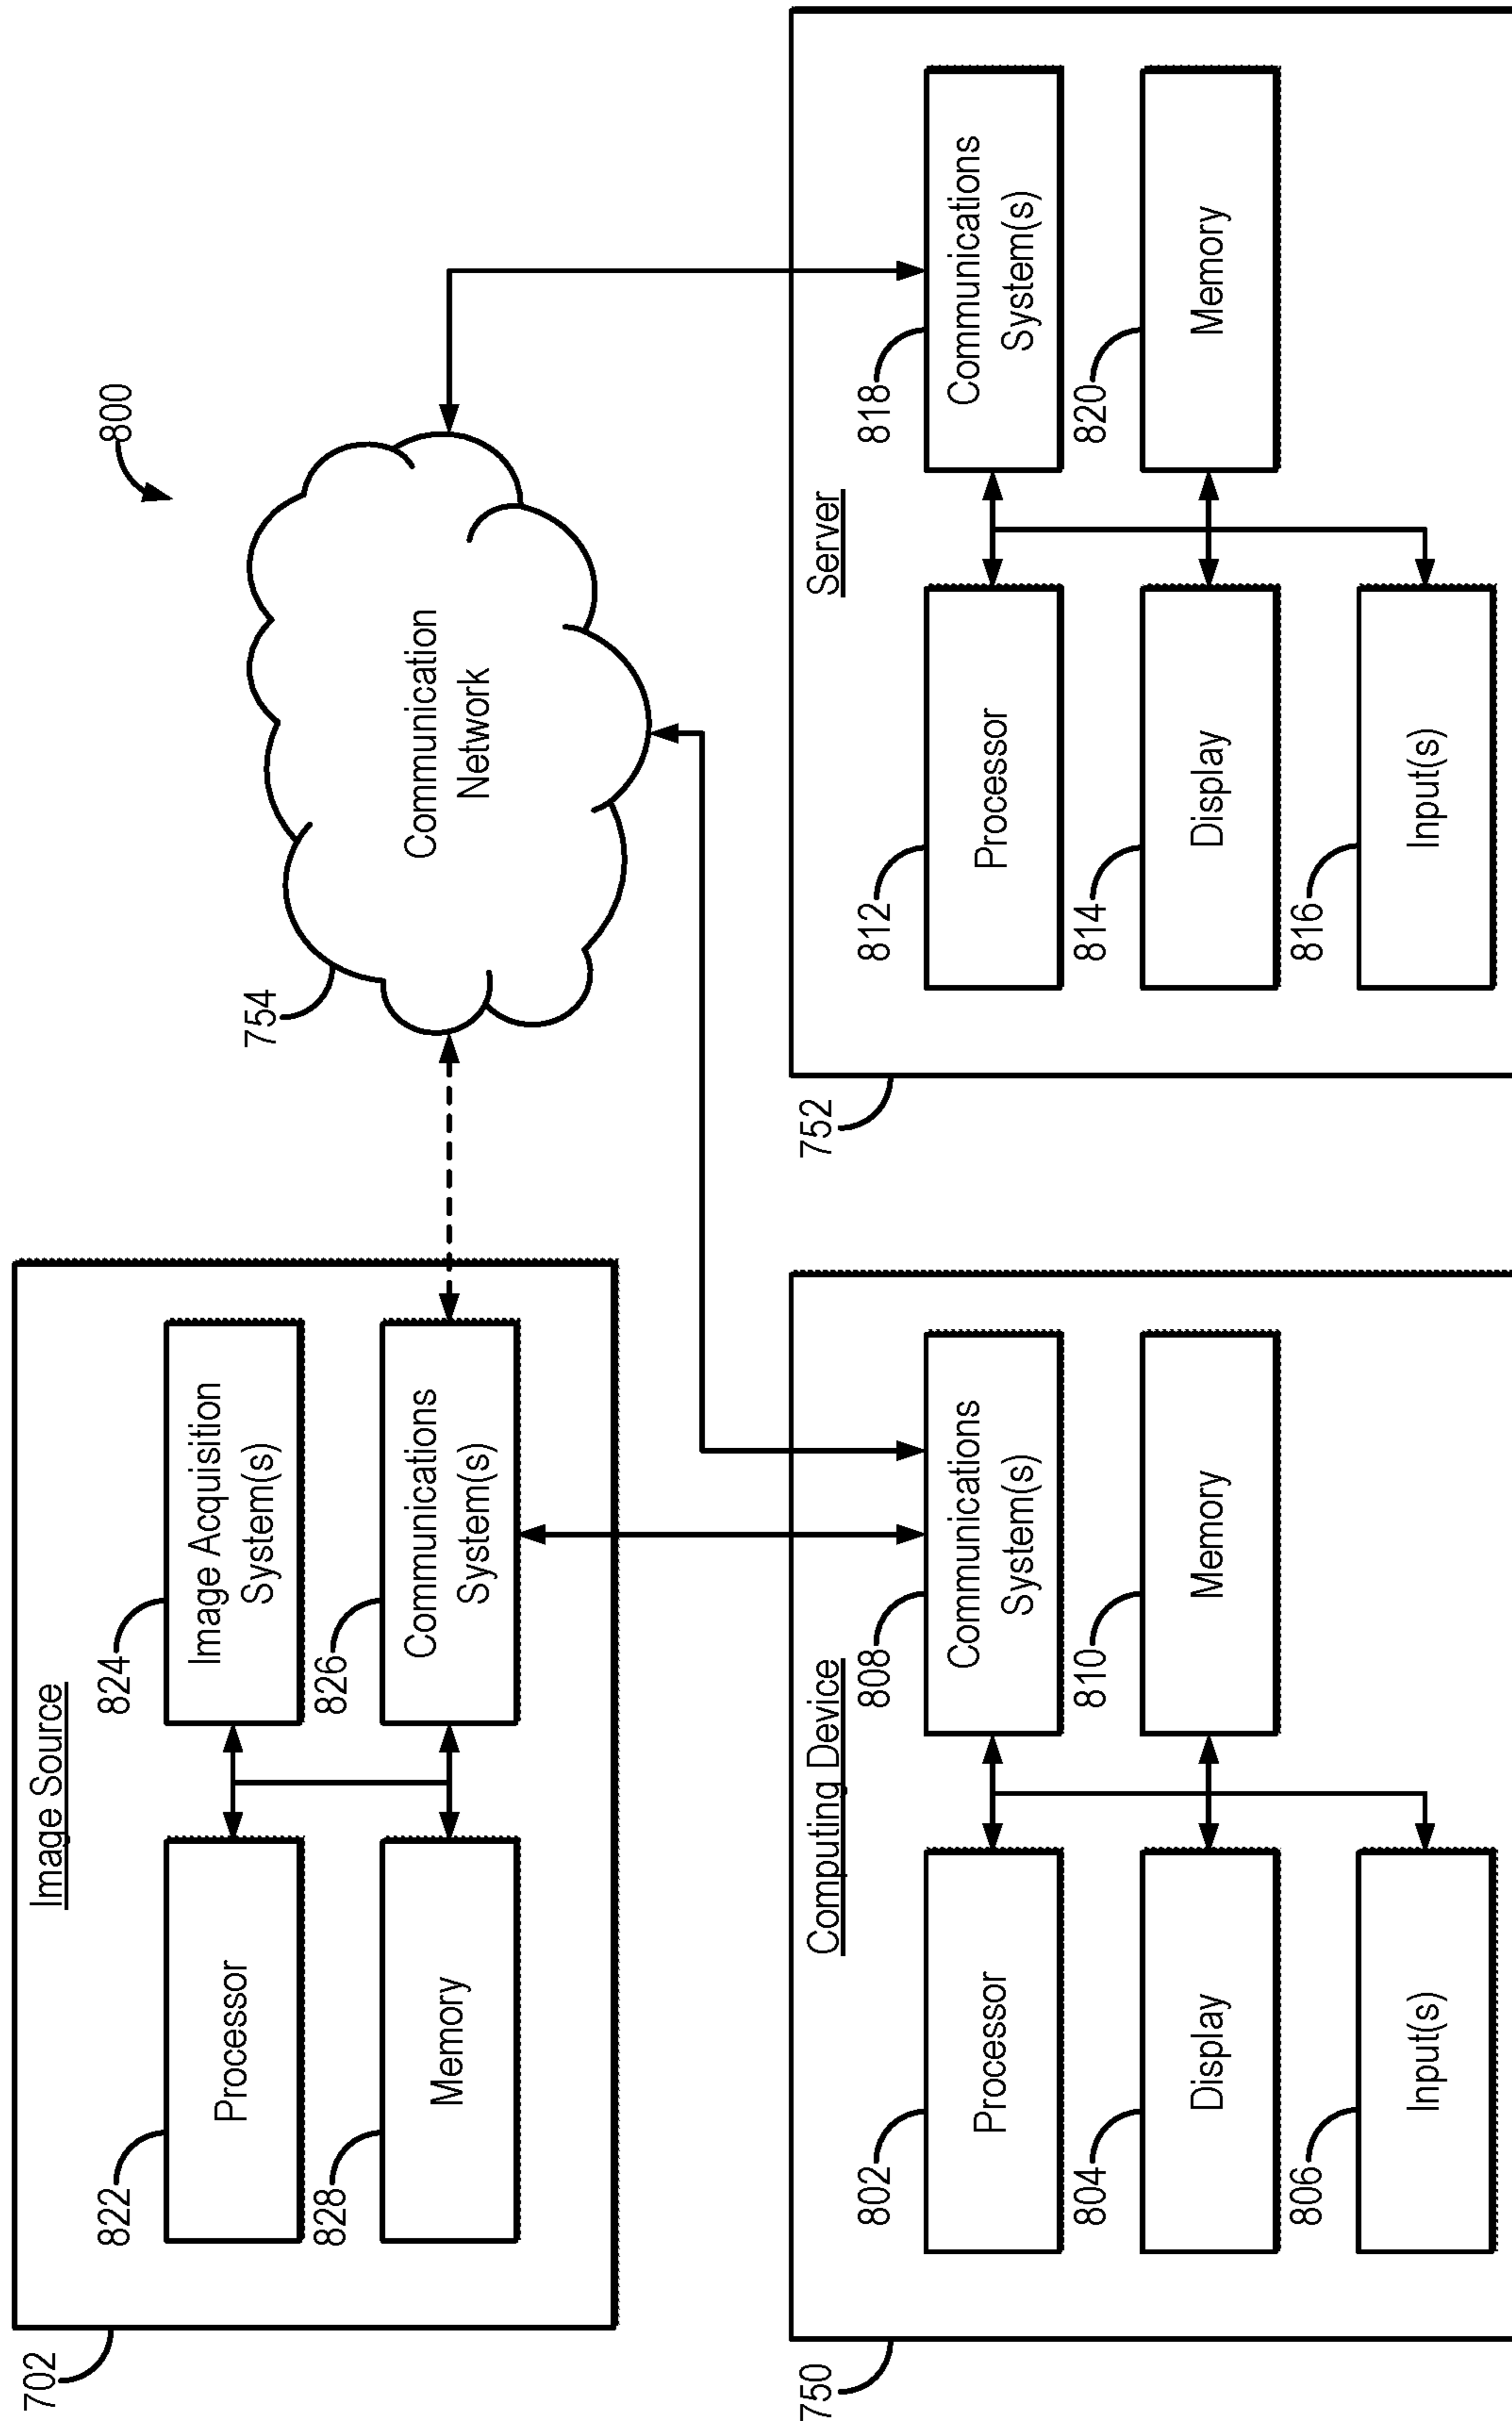 800
702
Image Source
822
Processor
824
Image Acquisition
System(s)
828
Memory
826
Communications
System(s)
754
Communication
Network
750
Computing Device
802
Processor
808
Communications
System(s)
804
Display
810
Memory
806
Input(s)
752
Server
812
Processor
818
Communications
System(s)
814
Display
820
Memory
816
Input(s)